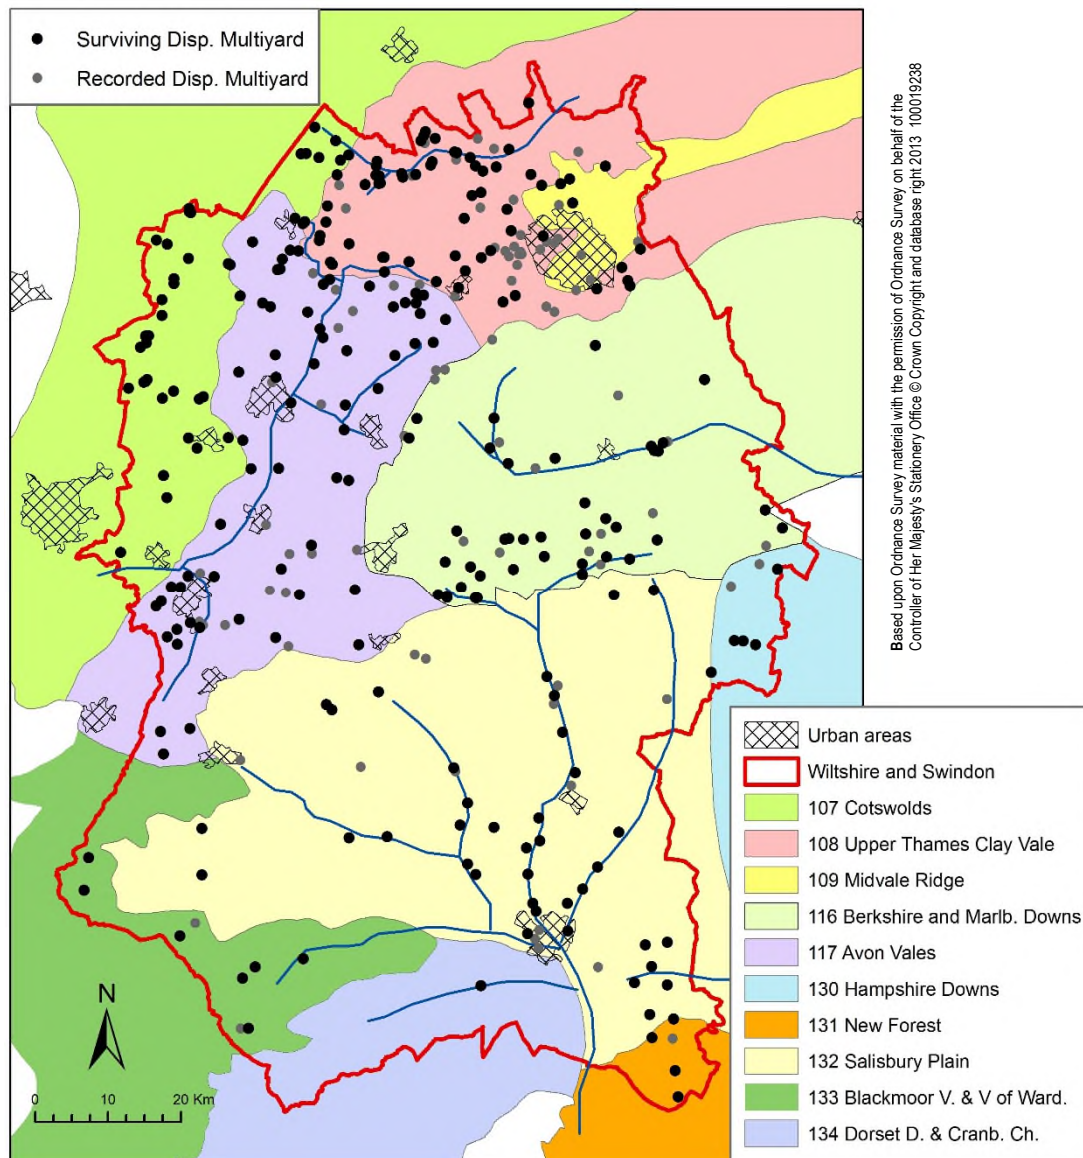 Surviving Disp. Multiyard
Recorded Disp. Multiyard
Based upon Ordnance Survey material with the permission of Ordnance Survey on behalf of the
Controller of Her Majesty's Stationery Office © Crown Copyright and database right 2013 100019238
Urban areas
Wiltshire and Swindon
107 Cotswolds
108 Upper Thames Clay Vale
109 Midvale Ridge
116 Berkshire and Marlb. Downs
117 Avon Vales
130 Hampshire Downs
131 New Forest
132 Salisbury Plain
133 Blackmoor V. & V of Ward.
134 Dorset D. & Cranb. Ch.
N
0 10 20 Km